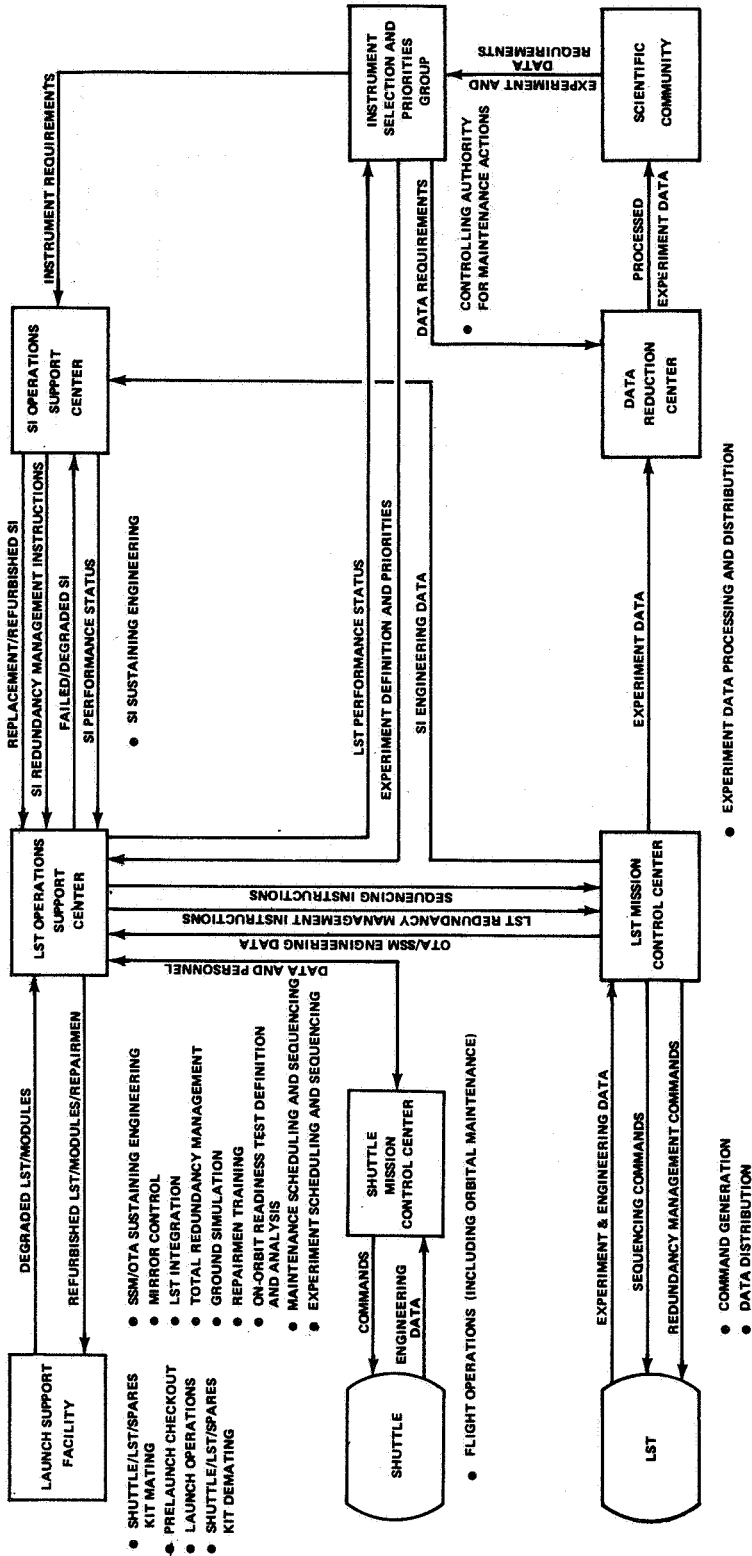 LAUNCH SUPPORT
FACILITY
DEGRADED LST/MODULES
REFURBISHED LST/MODULES/REPAIRMEN
LST OPERATIONS
SUPPORT
CENTER
REPLACEMENT/REFURBISHED SI
SI REDUNDANCY MANAGEMENT INSTRUCTIONS
FAILED/DEGRADED SI
SI PERFORMANCE STATUS
SI OPERATIONS
SUPPORT
CENTER
INSTRUMENT REQUIREMENTS
● SHUTTLE/LST/SPARES
KIT MATING
● PRELAUNCH CHECKOUT
● LAUNCH OPERATIONS
● SHUTTLE/LST/SPARES
KIT DEMATING
● SSM/OTA SUSTAINING ENGINEERING
● MIRROR CONTROL
● LST INTEGRATION
● TOTAL REDUNDANCY MANAGEMENT
● GROUND SIMULATION
● REPAIRMEN TRAINING
● ON-ORBIT READINESS TEST DEFINITION
AND ANALYSIS
● MAINTENANCE SCHEDULING AND SEQUENCING
● EXPERIMENT SCHEDULING AND SEQUENCING
● SI SUSTAINING ENGINEERING
DATA AND PERSONNEL
OTA/SSM ENGINEERING DATA
LST REDUNDANCY MANAGEMENT INSTRUCTIONS
SEQUENCING INSTRUCTIONS
SHUTTLE
COMMANDS
ENGINEERING
DATA
SHUTTLE
MISSION
CONTROL CENTER
● FLIGHT OPERATIONS (INCLUDING ORBITAL MAINTENANCE)
LST PERFORMANCE STATUS
EXPERIMENT DEFINITION AND PRIORITIES
SI ENGINEERING DATA
DATA REQUIREMENTS
INSTRUMENT
SELECTION AND
PRIORITIES
GROUP
● CONTROLLING AUTHORITY
FOR MAINTENANCE ACTIONS
EXPERIMENT AND
DATA
REQUIREMENTS
LST
EXPERIMENT & ENGINEERING DATA
SEQUENCING COMMANDS
REDUNDANCY MANAGEMENT COMMANDS
LST MISSION
CONTROL CENTER
EXPERIMENT DATA
DATA
REDUCTION
CENTER
PROCESSED
EXPERIMENT DATA
SCIENTIFIC
COMMUNITY
● COMMAND GENERATION
● DATA DISTRIBUTION
● EXPERIMENT DATA PROCESSING AND DISTRIBUTION